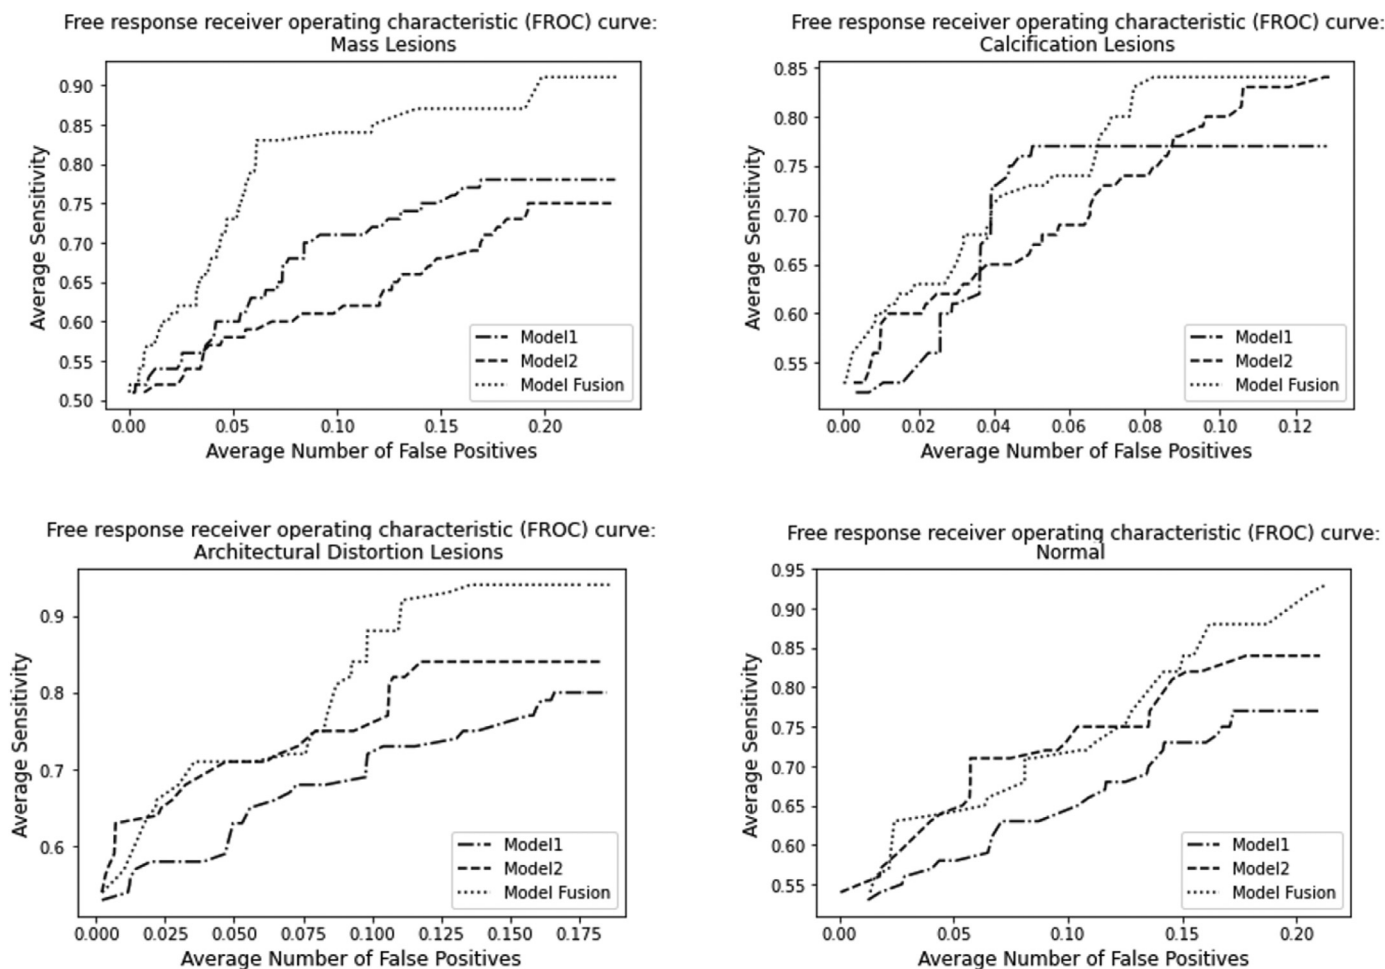 Free response receiver operating characteristic (FROC) curve:
Mass Lesions
0.90
0.85
0.80
0.75
0.70
0.65
0.60
0.55
0.50
Average Sensitivity
Model1
Model2
Model Fusion
0.00 0.05 0.10 0.15 0.20
Average Number of False Positives
Free response receiver operating characteristic (FROC) curve:
Calcification Lesions
0.85
0.80
0.75
0.70
0.65
0.60
0.55
Average Sensitivity
Model1
Model2
Model Fusion
0.00 0.02 0.04 0.06 0.08 0.10 0.12
Average Number of False Positives
Free response receiver operating characteristic (FROC) curve:
Architectural Distortion Lesions
0.9
0.8
0.7
0.6
Average Sensitivity
Model1
Model2
Model Fusion
0.000 0.025 0.050 0.075 0.100 0.125 0.150 0.175
Average Number of False Positives
Free response receiver operating characteristic (FROC) curve:
Normal
0.95
0.90
0.85
0.80
0.75
0.70
0.65
0.60
0.55
Average Sensitivity
Model1
Model2
Model Fusion
0.00 0.05 0.10 0.15 0.20
Average Number of False Positives